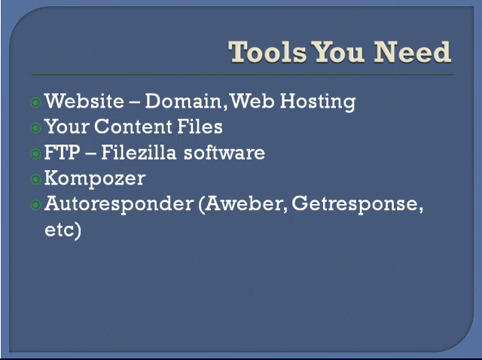 Tools You Need
Website – Domain, Web Hosting
Your Content Files
FTP – Filezilla software
Kompozer
Autoresponder (Aweber, Getresponse,
etc)